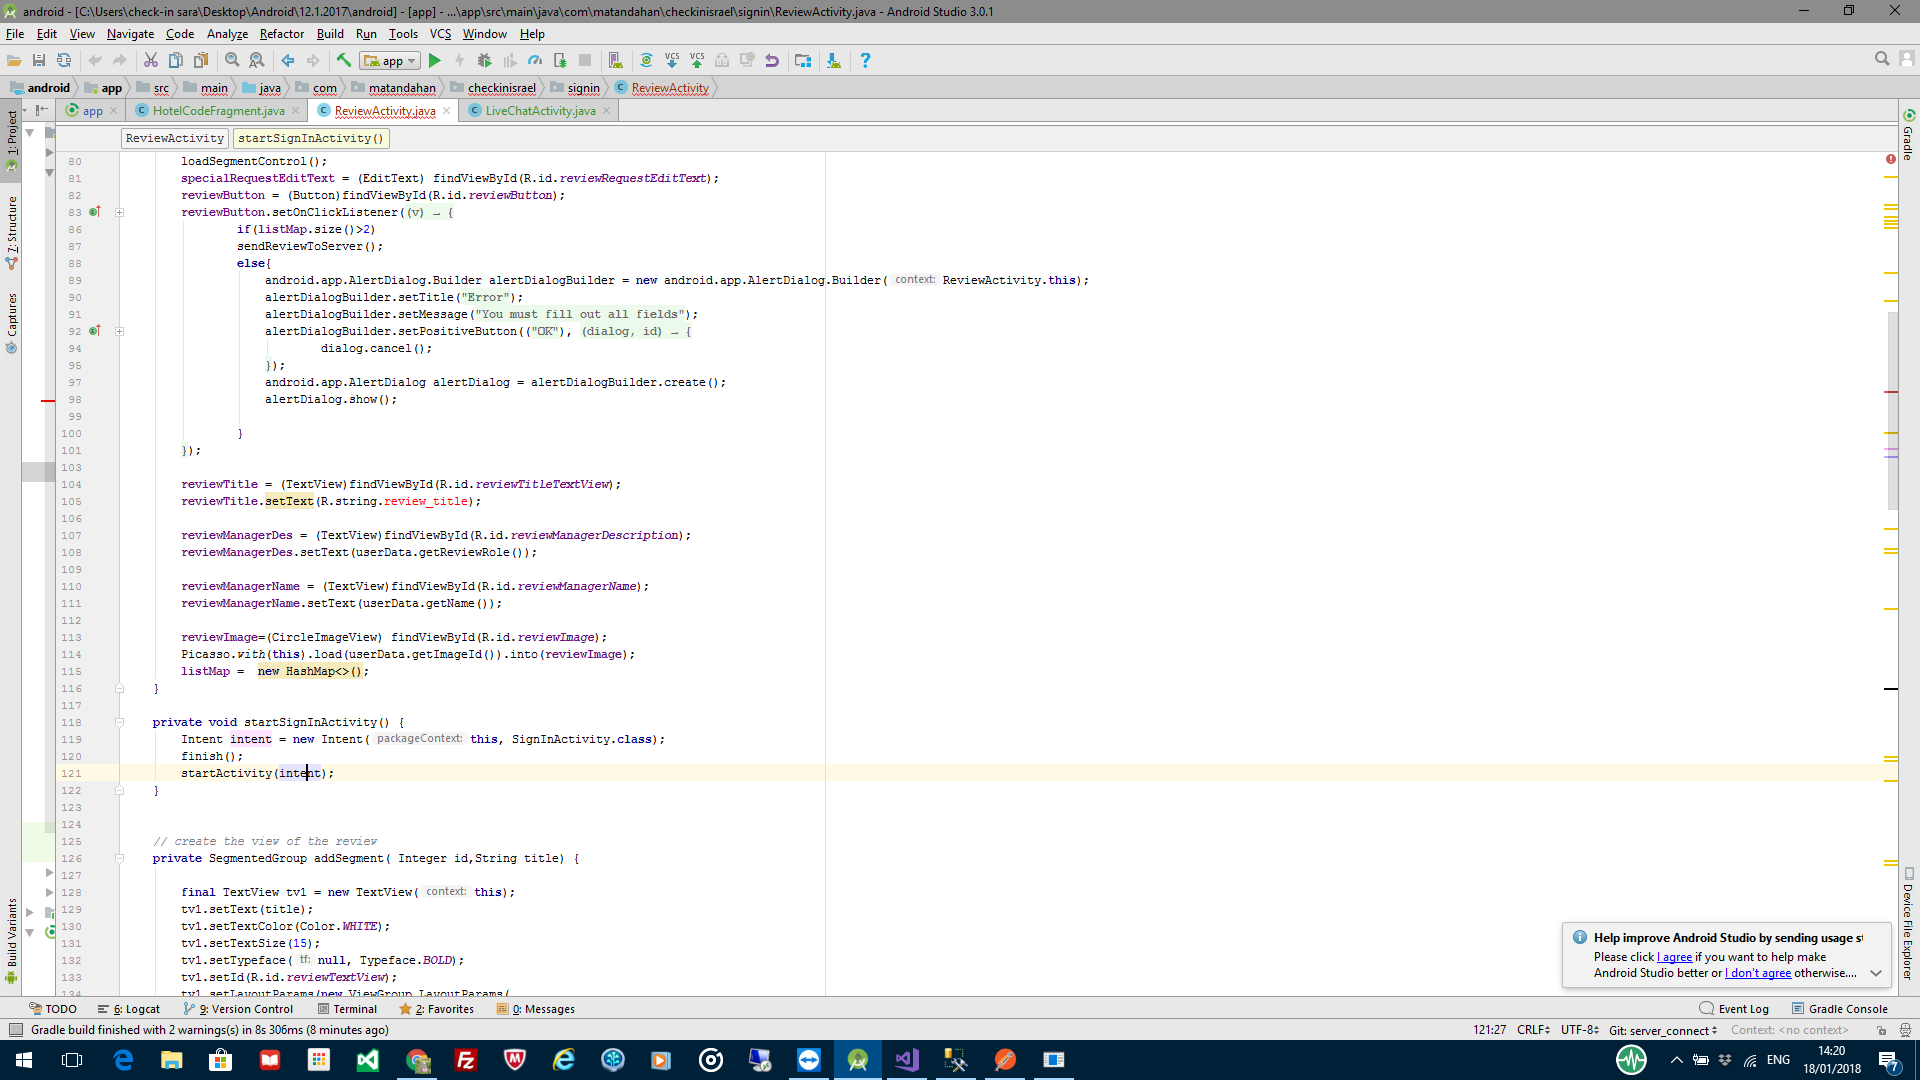 android - [C:\Users\check-in sara\Desktop\Android\12.1.2017\android] - [app] - ...\app\src\main\java\com\matandahan\checkinisrael\signin\ReviewActivity.java - Android Studio 3.0.1
File Edit View Navigate Code Analyze Refactor Build Run Tools VCS Window Help
app
android app src main java com matandahan checkinisrael signin ReviewActivity
app HotelCodeFragment.java ReviewActivity.java LiveChatActivity.java
ReviewActivity startSignInActivity()
1: Project
7: Structure
Captures
Build Variants
Gradle
Device File Explorer
80 loadSegmentControl();
81 specialRequestEditText = (EditText) findViewById(R.id.reviewRequestEditText);
82 reviewButton = (Button)findViewById(R.id.reviewButton);
83 reviewButton.setOnClickListener((v) → {
86 if(listMap.size()>2)
87 sendReviewToServer();
88 else{
89 android.app.AlertDialog.Builder alertDialogBuilder = new android.app.AlertDialog.Builder( context: ReviewActivity.this);
90 alertDialogBuilder.setTitle("Error");
91 alertDialogBuilder.setMessage("You must fill out all fields");
92 alertDialogBuilder.setPositiveButton(("OK"), (dialog, id) → {
94 dialog.cancel();
95 });
97 android.app.AlertDialog alertDialog = alertDialogBuilder.create();
98 alertDialog.show();
99
100 }
101 });
103
104 reviewTitle = (TextView)findViewById(R.id.reviewTitleTextView);
105 reviewTitle.setText(R.string.review_title);
106
107 reviewManagerDes = (TextView)findViewById(R.id.reviewManagerDescription);
108 reviewManagerDes.setText(userData.getReviewRole());
109
110 reviewManagerName = (TextView)findViewById(R.id.reviewManagerName);
111 reviewManagerName.setText(userData.getName());
112
113 reviewImage=(CircleImageView) findViewById(R.id.reviewImage);
114 Picasso.with(this).load(userData.getImageId()).into(reviewImage);
115 listMap = new HashMap<>();
116 }
117
118 private void startSignInActivity() {
119 Intent intent = new Intent( packageContext: this, SignInActivity.class);
120 finish();
121 startActivity(intent);
122 }
123
124
125 // create the view of the review
126 private SegmentedGroup addSegment( Integer id,String title) {
127
128 final TextView tv1 = new TextView( context: this);
129 tv1.setText(title);
130 tv1.setTextColor(Color.WHITE);
131 tv1.setTextSize(15);
132 tv1.setTypeface( tf: null, Typeface.BOLD);
133 tv1.setId(R.id.reviewTextView);
134 tv1.setLayoutParams(new ViewGroup.LayoutParams(
Help improve Android Studio by sending usage st
Please click I agree if you want to help make
Android Studio better or I don't agree otherwise....
TODO 6: Logcat 9: Version Control Terminal 2: Favorites 0: Messages Event Log Gradle Console
Gradle build finished with 2 warnings(s) in 8s 306ms (8 minutes ago) 121:27 CRLF UTF-8 Git: server_connect Context: <no context>
ENG 14:20
18/01/2018
7